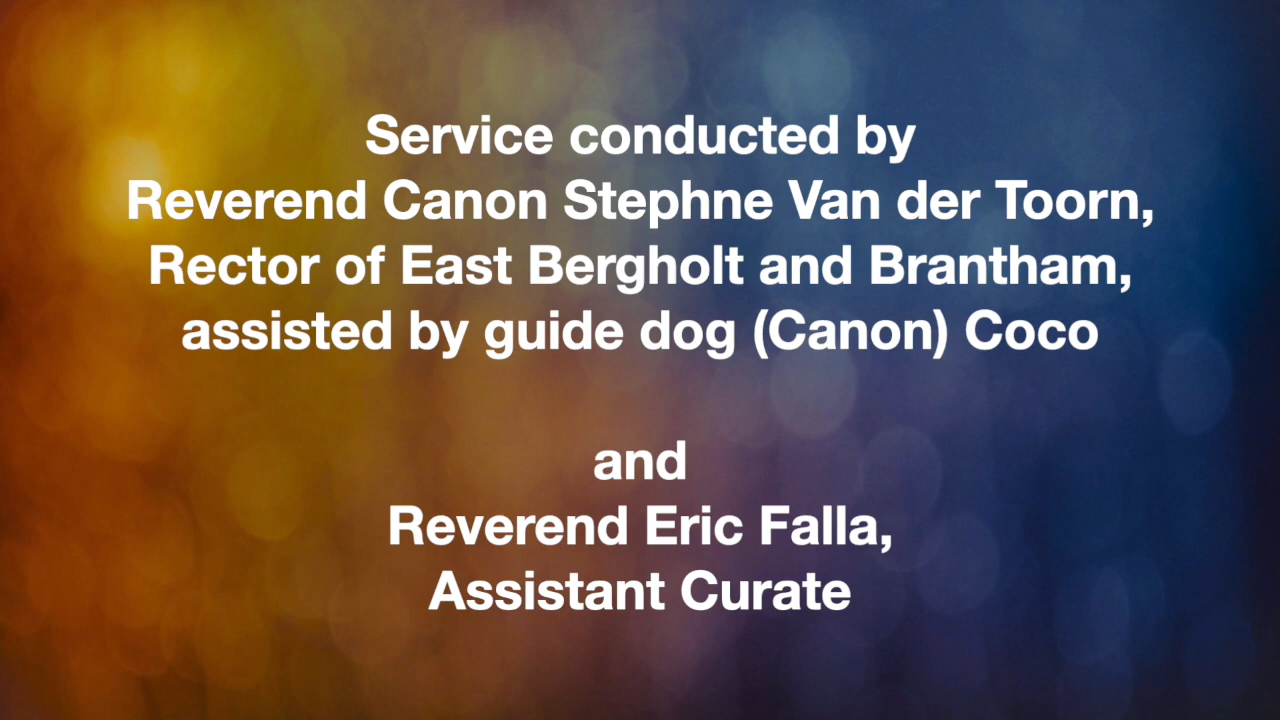 Service conducted by
Reverend Canon Stephne Van der Toorn,
Rector of East Bergholt and Brantham,
assisted by guide dog (Canon) Coco
and
Reverend Eric Falla,
Assistant Curate